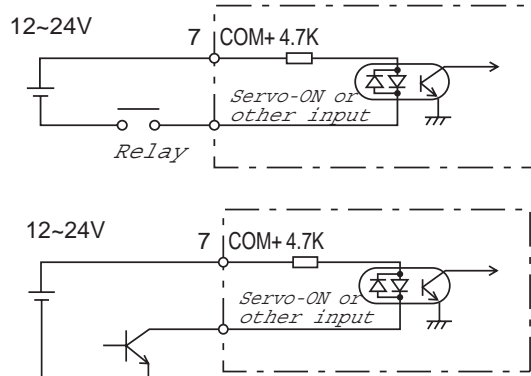 12~24V
7 COM+ 4.7K
Servo-ON or
other input
Relay
12~24V
7 COM+ 4.7K
Servo-ON or
other input